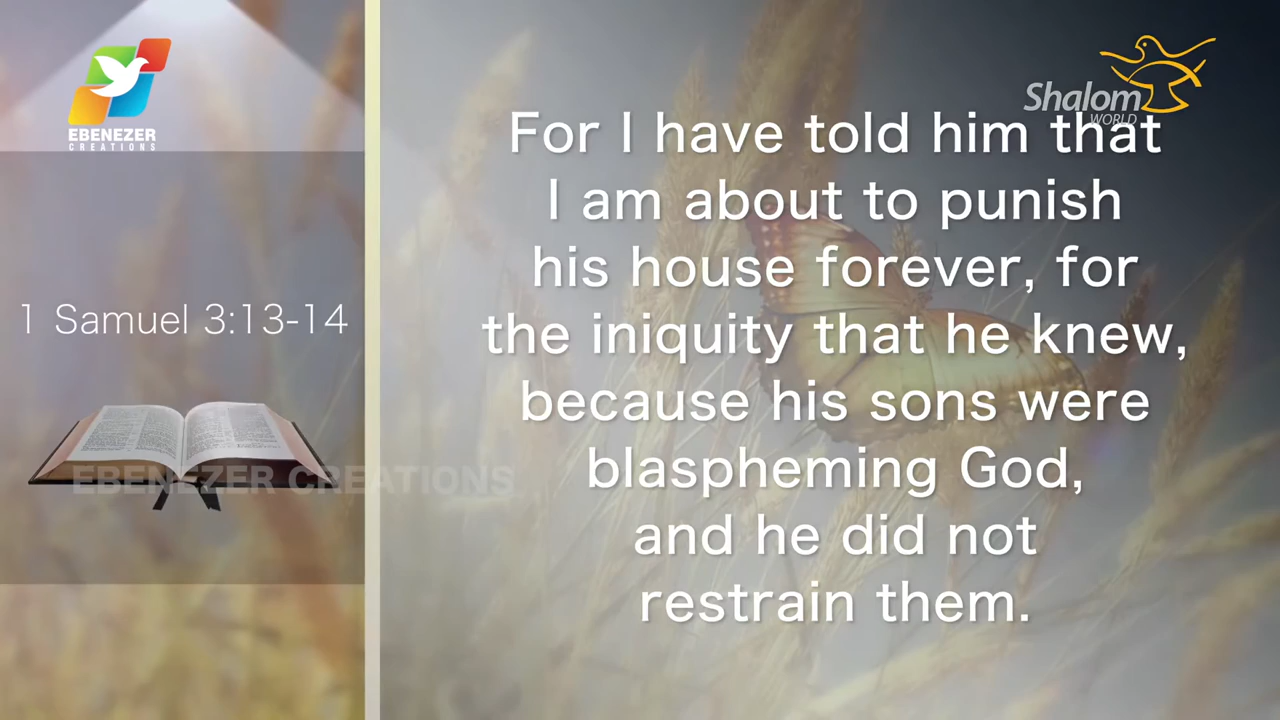 EBENEZER
CREATIONS
1 Samuel 3:13-14
EBENEZER CREATIONS
Shalom
WORLD
For I have told him that
I am about to punish
his house forever, for
the iniquity that he knew,
because his sons were
blaspheming God,
and he did not
restrain them.